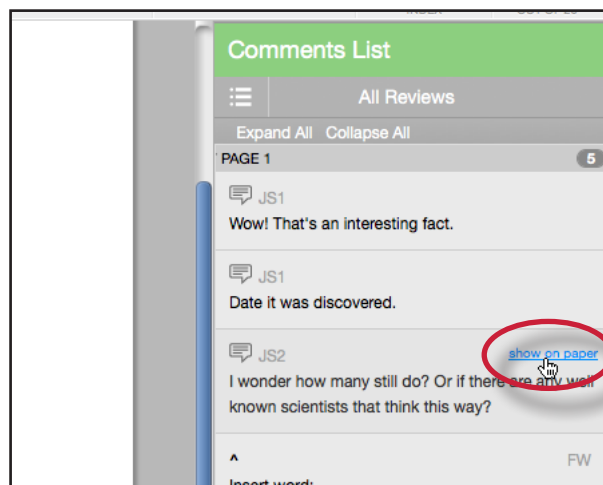 Comments List
All Reviews
Expand All Collapse All
PAGE 1 5
JS1
Wow! That's an interesting fact.
JS1
Date it was discovered.
JS2 show on paper
I wonder how many still do? Or if there are any well
known scientists that think this way?
^ FW
Insert word: